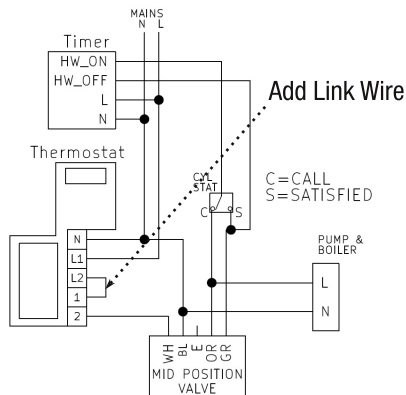 MAINS
N L
Timer
HW_ON
HW_OFF
L
N
Add Link Wire
Thermostat
CYL
STAT
C S
C=CALL
S=SATISFIED
N
L1
L2
1
2
PUMP &
BOILER
L
N
WH BL E OR GR
MID POSITION
VALVE